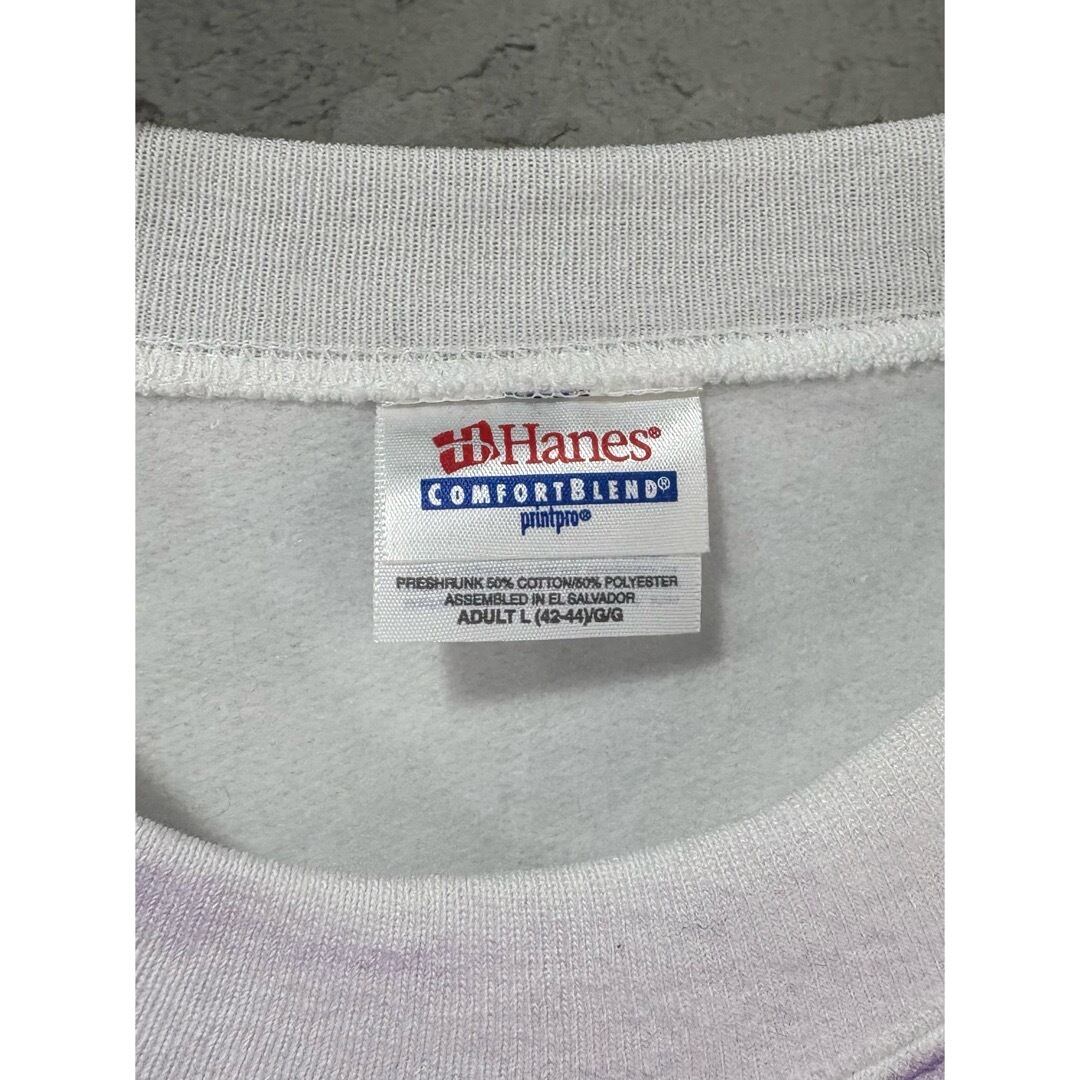 Hanes®
COMFORTBLEND®
printpro®
PRESHRUNK 50% COTTON/50% POLYESTER
ASSEMBLED IN EL SALVADOR
ADULT L (42-44)/G/G